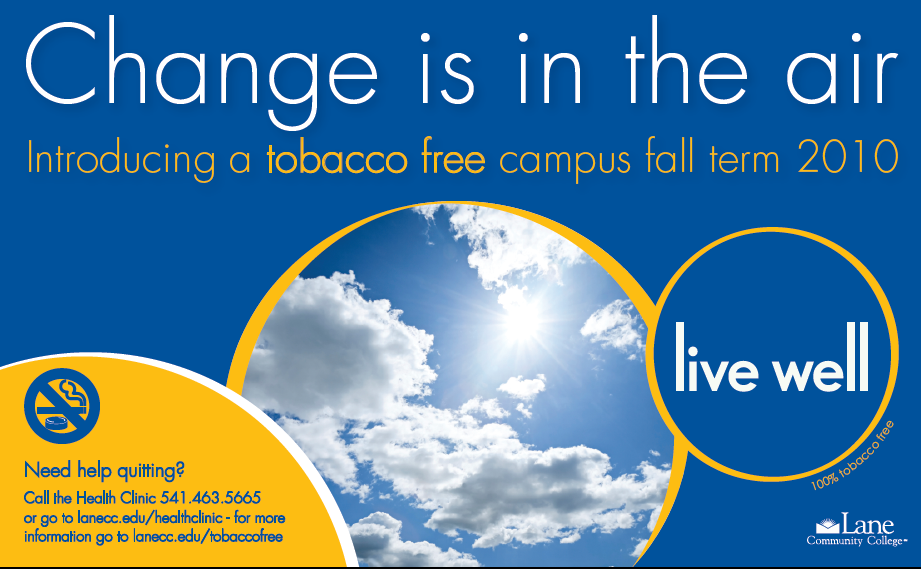 Change is in the air
Introducing a tobacco free campus fall term 2010
live well
100% tobacco free
Need help quitting?
Call the Health Clinic 541.463.5665
or go to lanecc.edu/healthclinic - for more
information go to lanecc.edu/tobaccofree
Lane
Community College